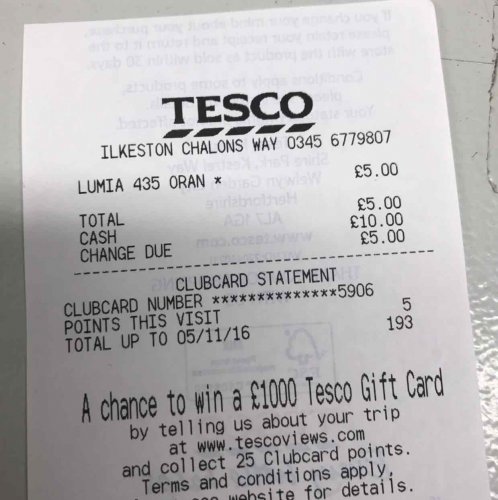 TESCO
ILKESTON CHALONS WAY 0345 6779807
LUMIA 435 ORAN * £5.00
TOTAL £5.00
CASH £10.00
CHANGE DUE £5.00
CLUBCARD STATEMENT
CLUBCARD NUMBER **************5906
POINTS THIS VISIT 5
TOTAL UP TO 05/11/16 193
A chance to win a £1000 Tesco Gift Card
by telling us about your trip
at www.tescoviews.com
and collect 25 Clubcard points.
Terms and conditions apply,
website for details.